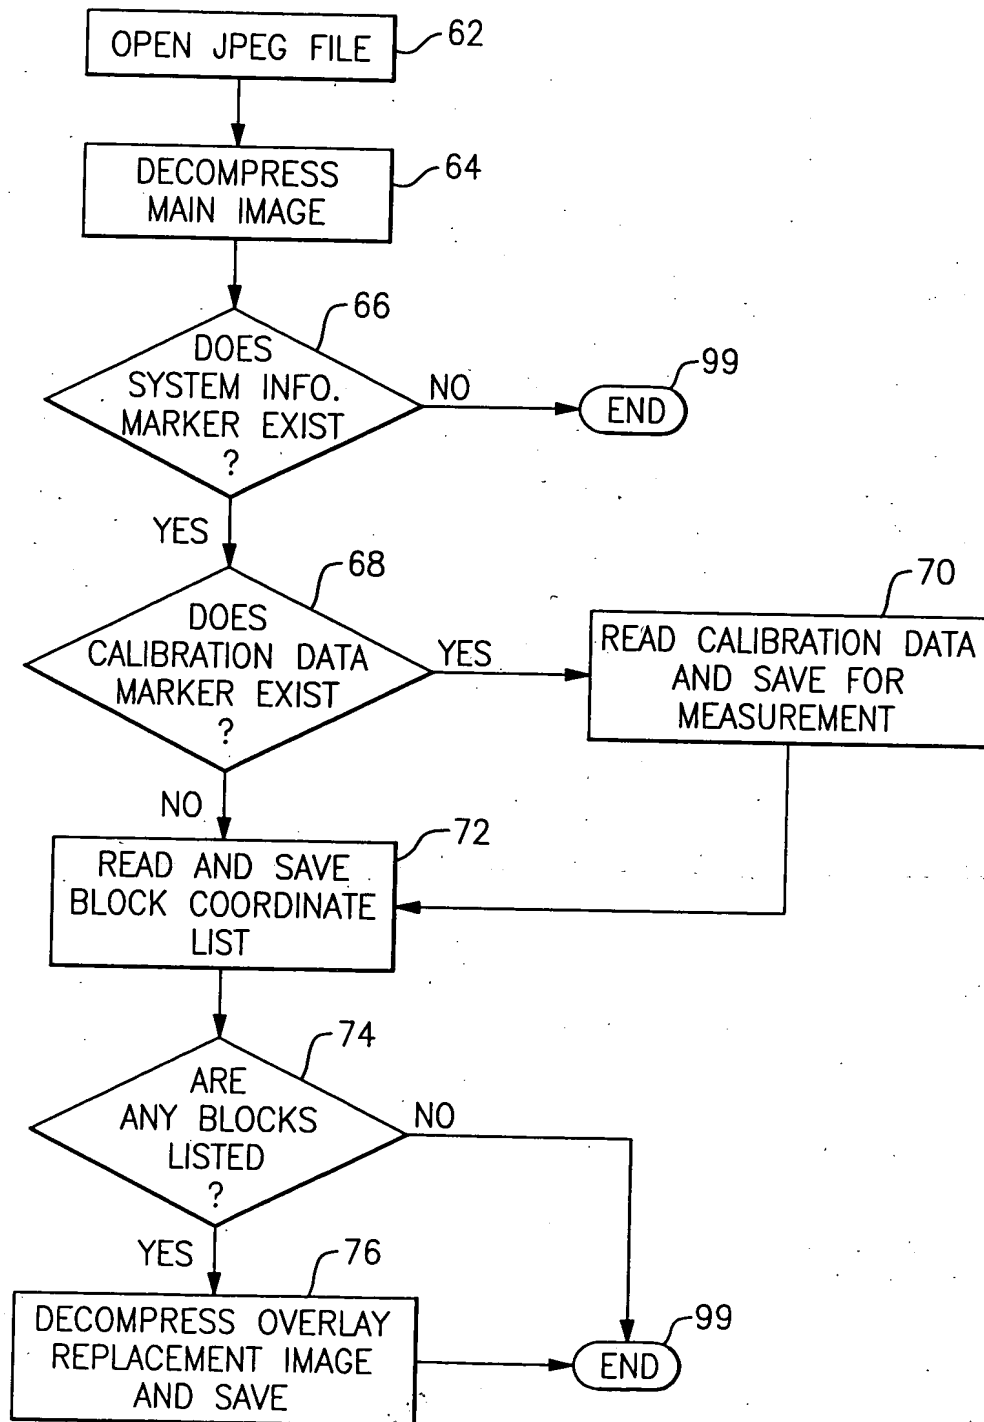 OPEN JPEG FILE
62
DECOMPRESS
MAIN IMAGE
64
66
DOES
SYSTEM INFO.
MARKER EXIST
?
NO
99
END
YES
68
DOES
CALIBRATION DATA
MARKER EXIST
?
YES
70
READ CALIBRATION DATA
AND SAVE FOR
MEASUREMENT
NO
72
READ AND SAVE
BLOCK COORDINATE
LIST
74
ARE
ANY BLOCKS
LISTED
?
NO
YES
76
DECOMPRESS OVERLAY
REPLACEMENT IMAGE
AND SAVE
99
END